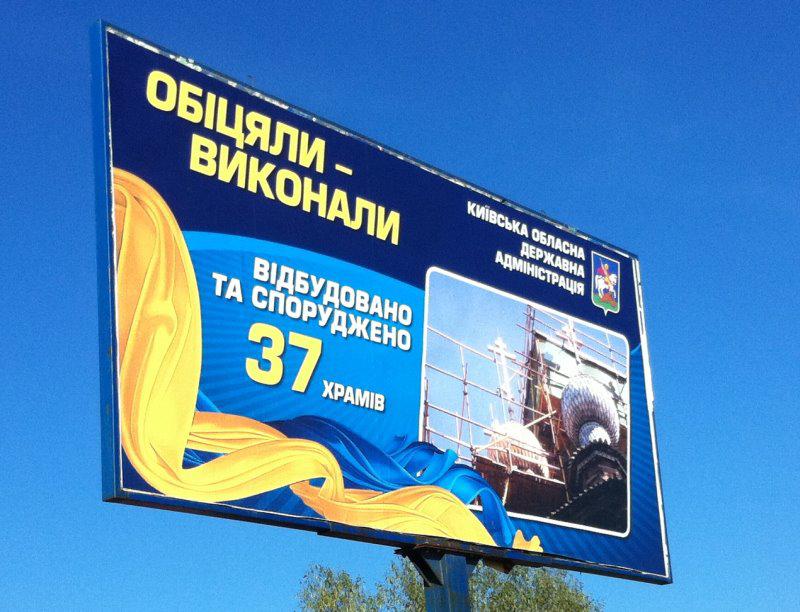 ОБІЦЯЛИ –
ВИКОНАЛИ
КИЇВСЬКА ОБЛАСНА
ДЕРЖАВНА
АДМІНІСТРАЦІЯ
ВІДБУДОВАНО
ТА СПОРУДЖЕНО
37 ХРАМІВ